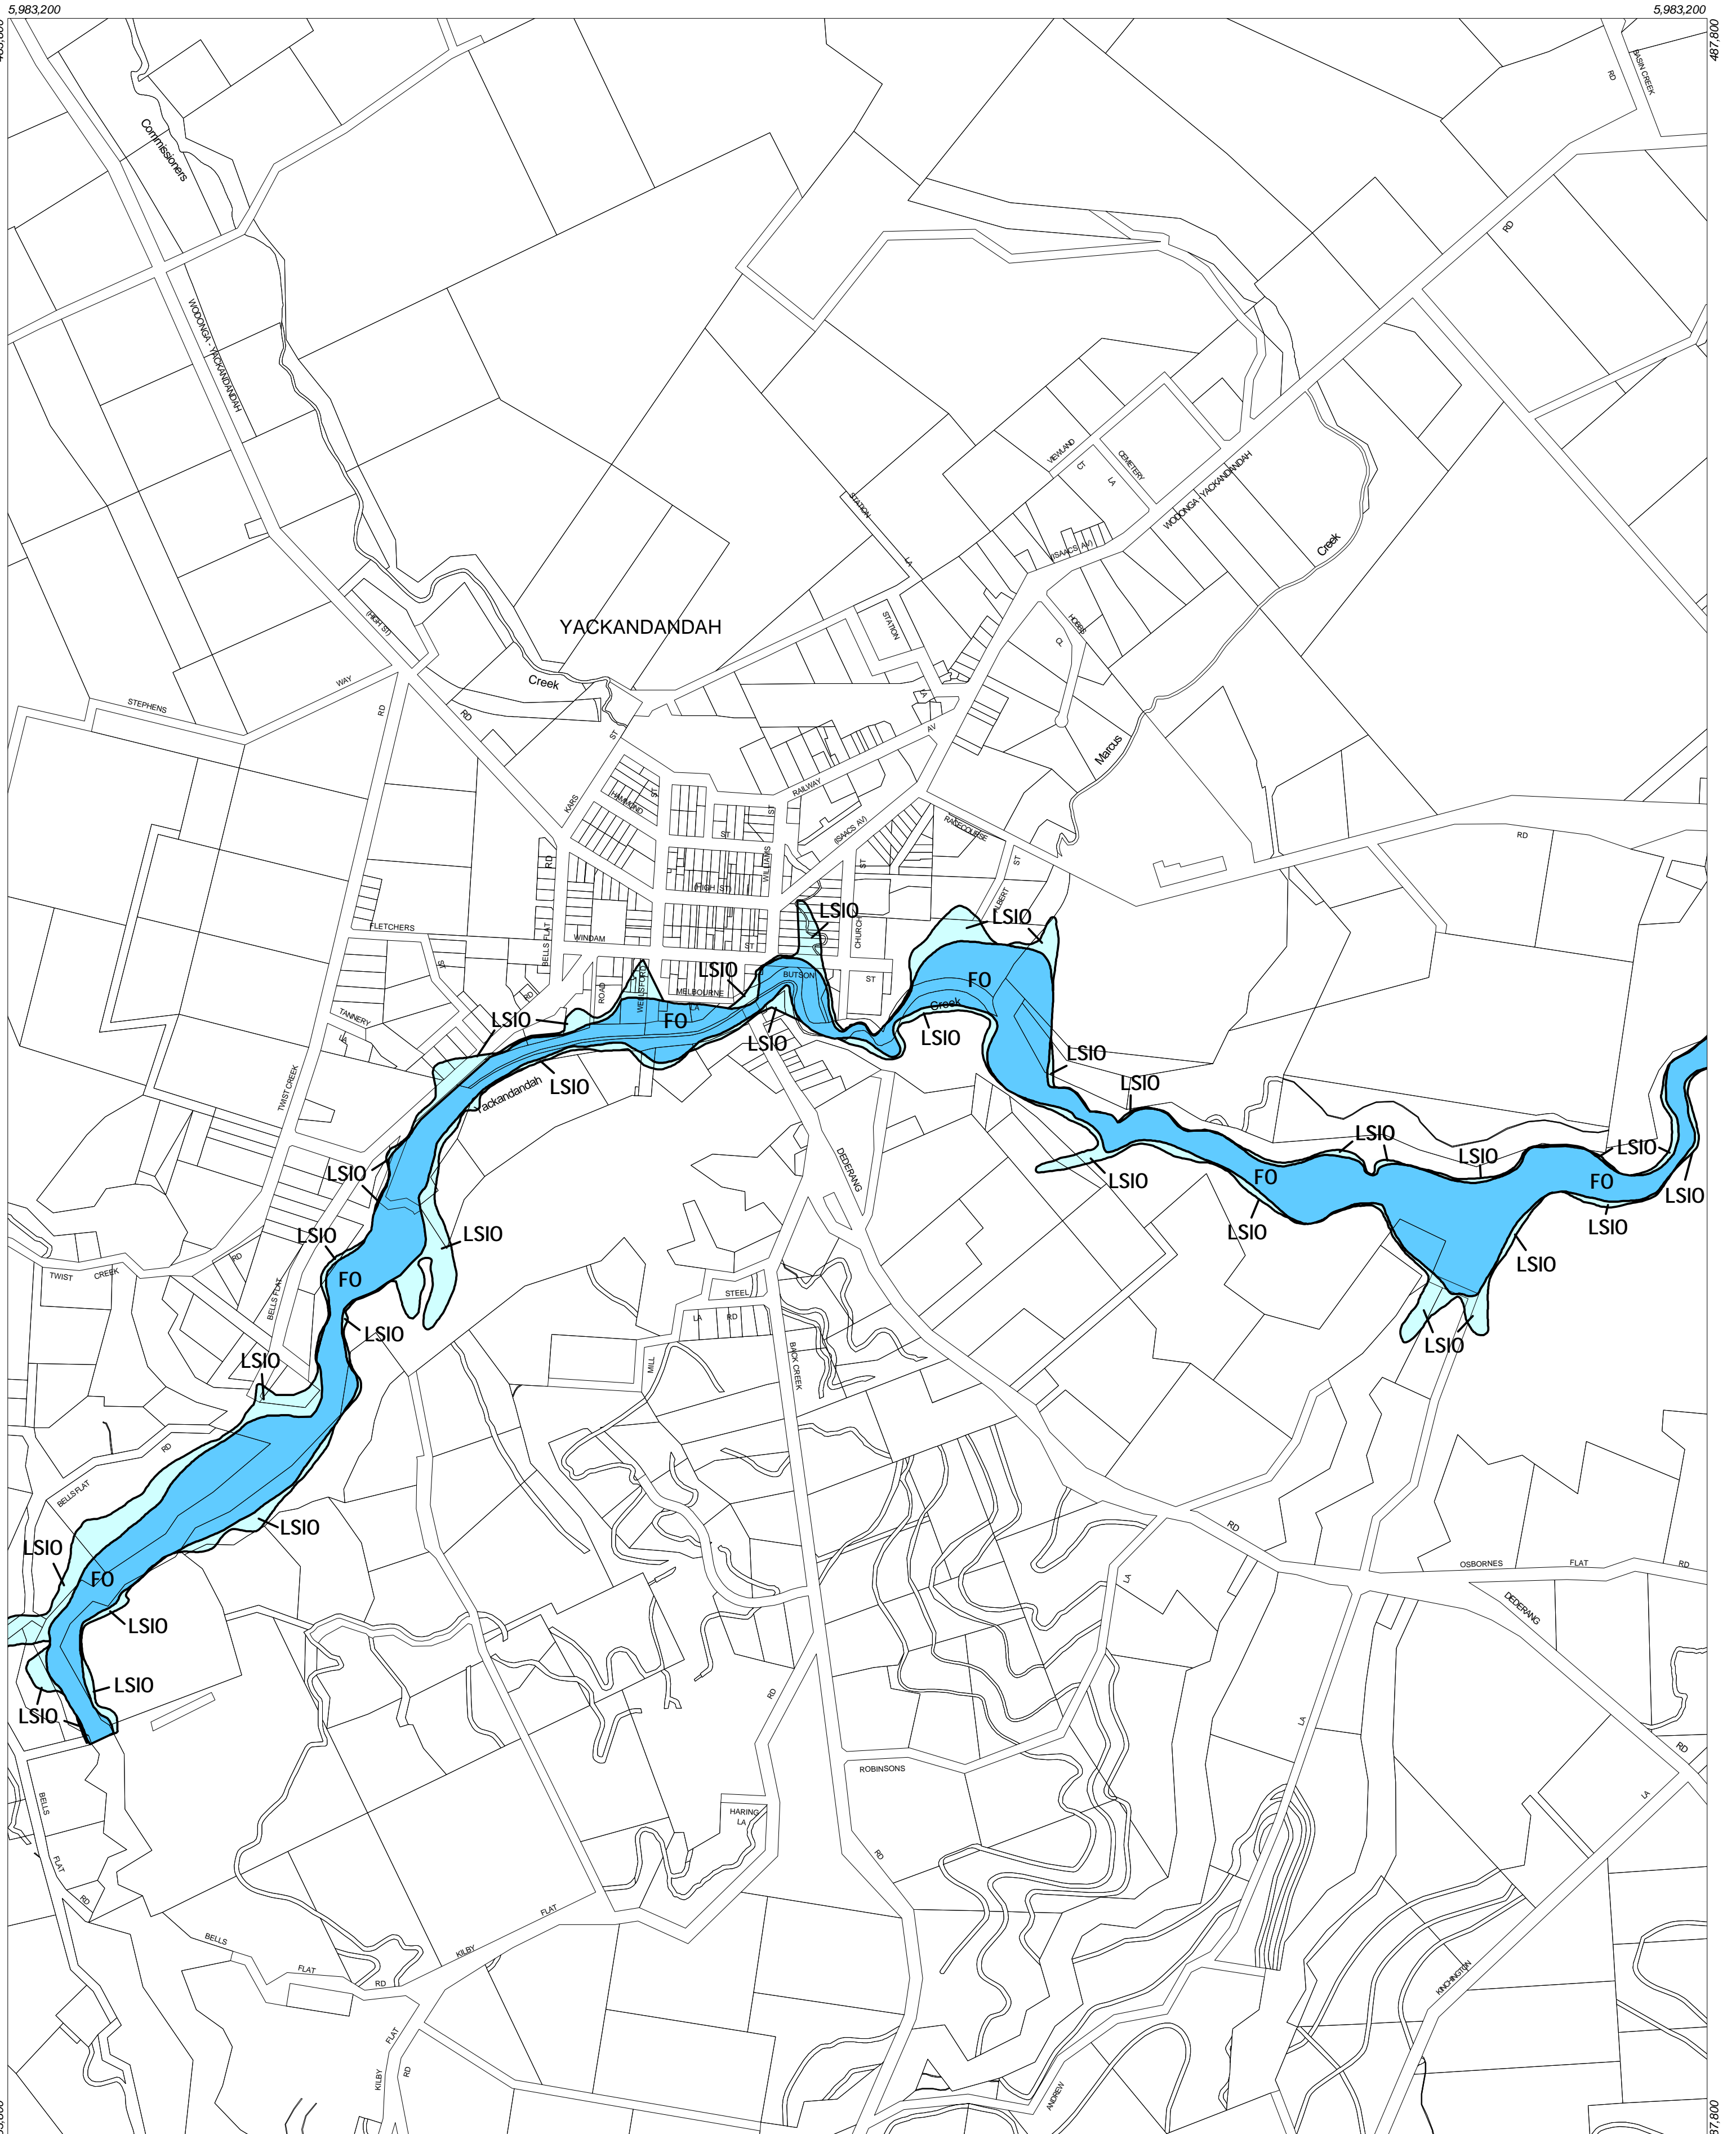 5,983,200
5,983,200
487,800
BASIN CREEK
RD
Commissioners
RD
WODONGA - YACKANDANDAH
VIEWLAND
CT
CEMETERY
LA
WODONGA - YACKANDANDAH
STATION
LA
Creek
(ISAACS AV)
(HIGH ST)
YACKANDANDAH
STATION
HOBBS
CL
Creek
WAY
STEPHENS
RD
RD
LA
AV
ST
Marcus
RAILWAY
KARS
HAMMOND
ST
ST
ST
(ISAACS AV)
RACECOURSE
RD
RD
WILLIAMS
ST
ST
(HIGH ST)
ALBERT
LSIO
LSIO
FLETCHERS
BELLS FLAT
WINDAM
ST
CHURCH
ST
LSIO
BUTSON
ST
FO
RD
ROAD
WELLSFORD
MELBOURNE
LA
Creek
TANNERY
LA
LSIO
FO
LSIO
LSIO
LSIO
TWIST CREEK
Yackandandah
LSIO
LSIO
LSIO
LSIO
LSIO
LSIO
DEDERANG
FO
LSIO
FO
LSIO
LSIO
LSIO
LSIO
LSIO
LSIO
RD
LSIO
TWIST CREEK
FO
BELLS FLAT
STEEL
LA
RD
LSIO
LSIO
LSIO
MILL
BACK CREEK
RD
BELLS FLAT
LSIO
RD
LSIO
FO
OSBORNES FLAT RD
LA
DEDERANG
LSIO
LSIO
LSIO
RD
LA
RD
ROBINSONS
BELLS
HARING
LA
LA
FLAT
RD
RD
FLAT
BELLS
KILBY
FLAT
RD
KINCHINGTON
FLAT
KILBY
RD
ANDREW